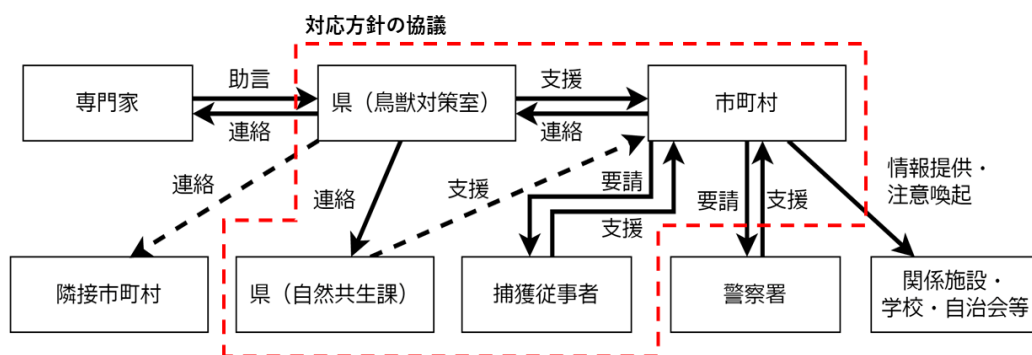 対応方針の協議
専門家
助言
連絡
県（鳥獣対策室）
支援
連絡
市町村
連絡
連絡
支援
要請
支援
要請
支援
情報提供・
注意喚起
隣接市町村
県（自然共生課）
捕獲従事者
警察署
関係施設・
学校・自治会等